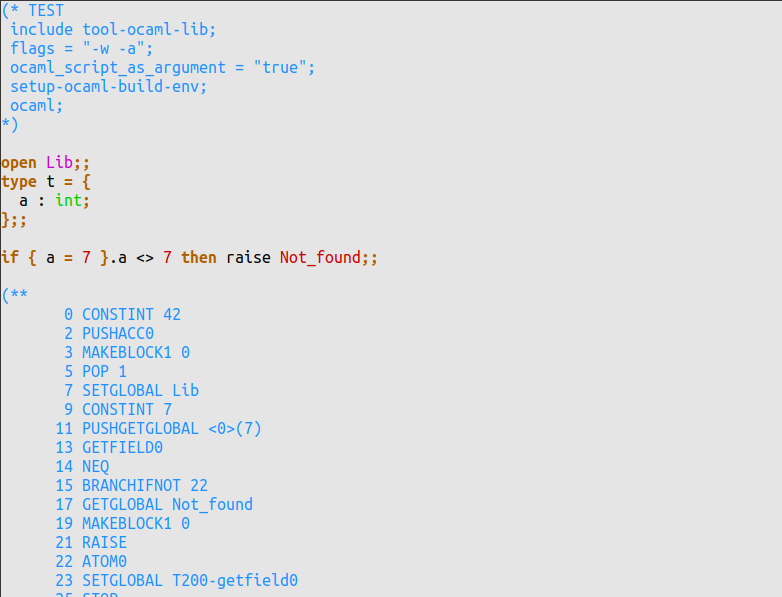 (* TEST
 include tool-ocaml-lib;
 flags = "-w -a";
 ocaml_script_as_argument = "true";
 setup-ocaml-build-env;
 ocaml;
*)

open Lib;;
type t = {
  a : int;
};;

if { a = 7 }.a <> 7 then raise Not_found;;

(**
       0 CONSTINT 42
       2 PUSHACC0
       3 MAKEBLOCK1 0
       5 POP 1
       7 SETGLOBAL Lib
       9 CONSTINT 7
      11 PUSHGETGLOBAL <0>(7)
      13 GETFIELD0
      14 NEQ
      15 BRANCHIFNOT 22
      17 GETGLOBAL Not_found
      19 MAKEBLOCK1 0
      21 RAISE
      22 ATOM0
      23 SETGLOBAL T200-getfield0
      25 STOP